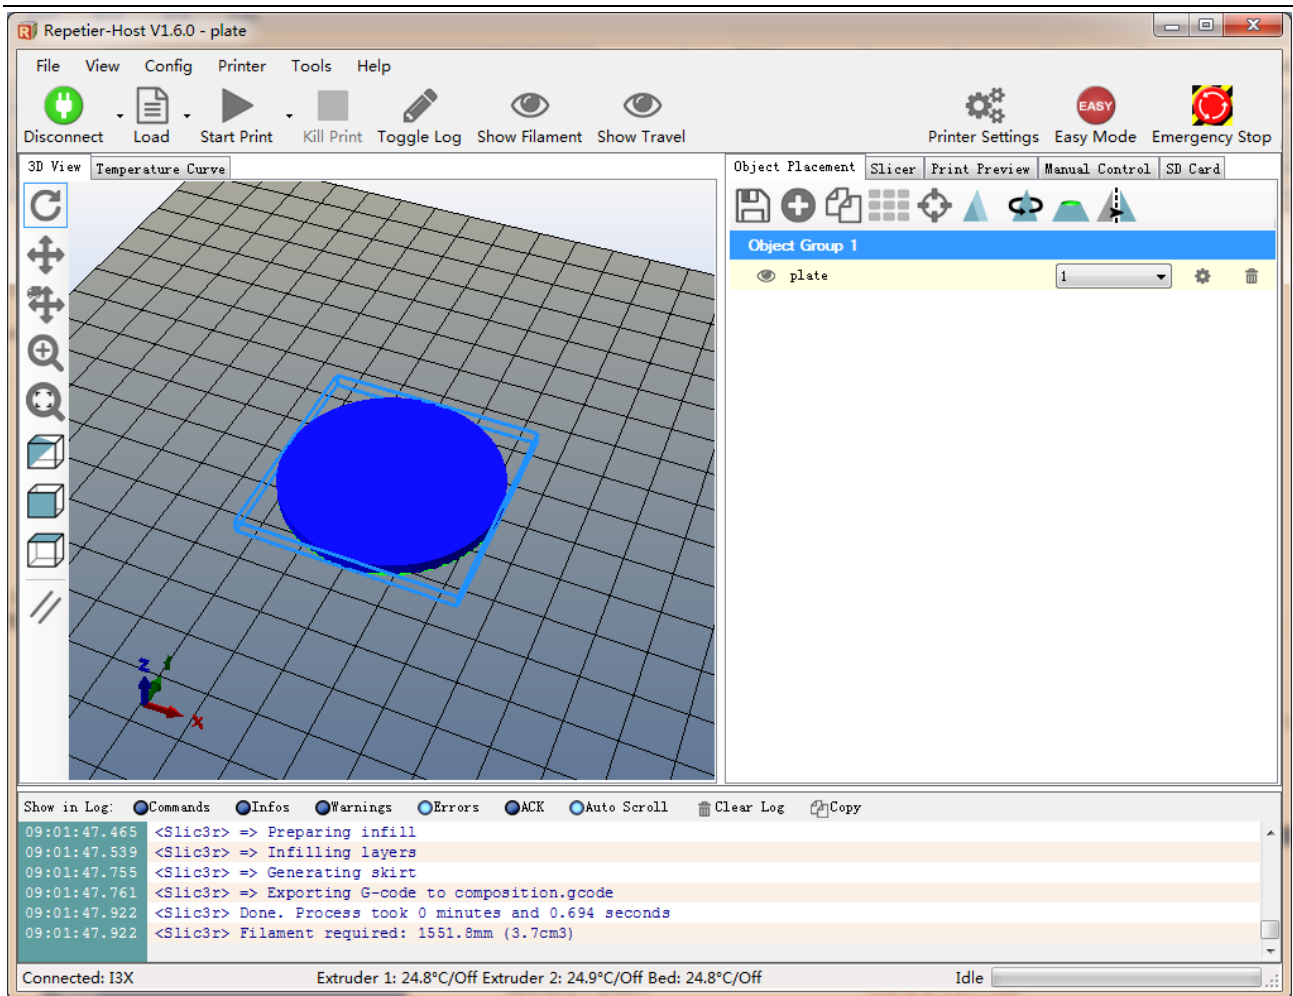 Repetier-Host V1.6.0 - plate
File View Config Printer Tools Help
Disconnect Load Start Print Kill Print Toggle Log Show Filament Show Travel EASY Printer Settings Easy Mode Emergency Stop
3D View Temperature Curve
Object Placement Slicer Print Preview Manual Control SD Card
Object Group 1
plate 1
Z Y X
Show in Log: Commands Infos Warnings Errors ACK Auto Scroll Clear Log Copy
09:01:47.465 <Slic3r> => Preparing infill
09:01:47.539 <Slic3r> => Infilling layers
09:01:47.755 <Slic3r> => Generating skirt
09:01:47.761 <Slic3r> => Exporting G-code to composition.gcode
09:01:47.922 <Slic3r> Done. Process took 0 minutes and 0.694 seconds
09:01:47.922 <Slic3r> Filament required: 1551.8mm (3.7cm3)
Connected: I3X Extruder 1: 24.8°C/Off Extruder 2: 24.9°C/Off Bed: 24.8°C/Off Idle